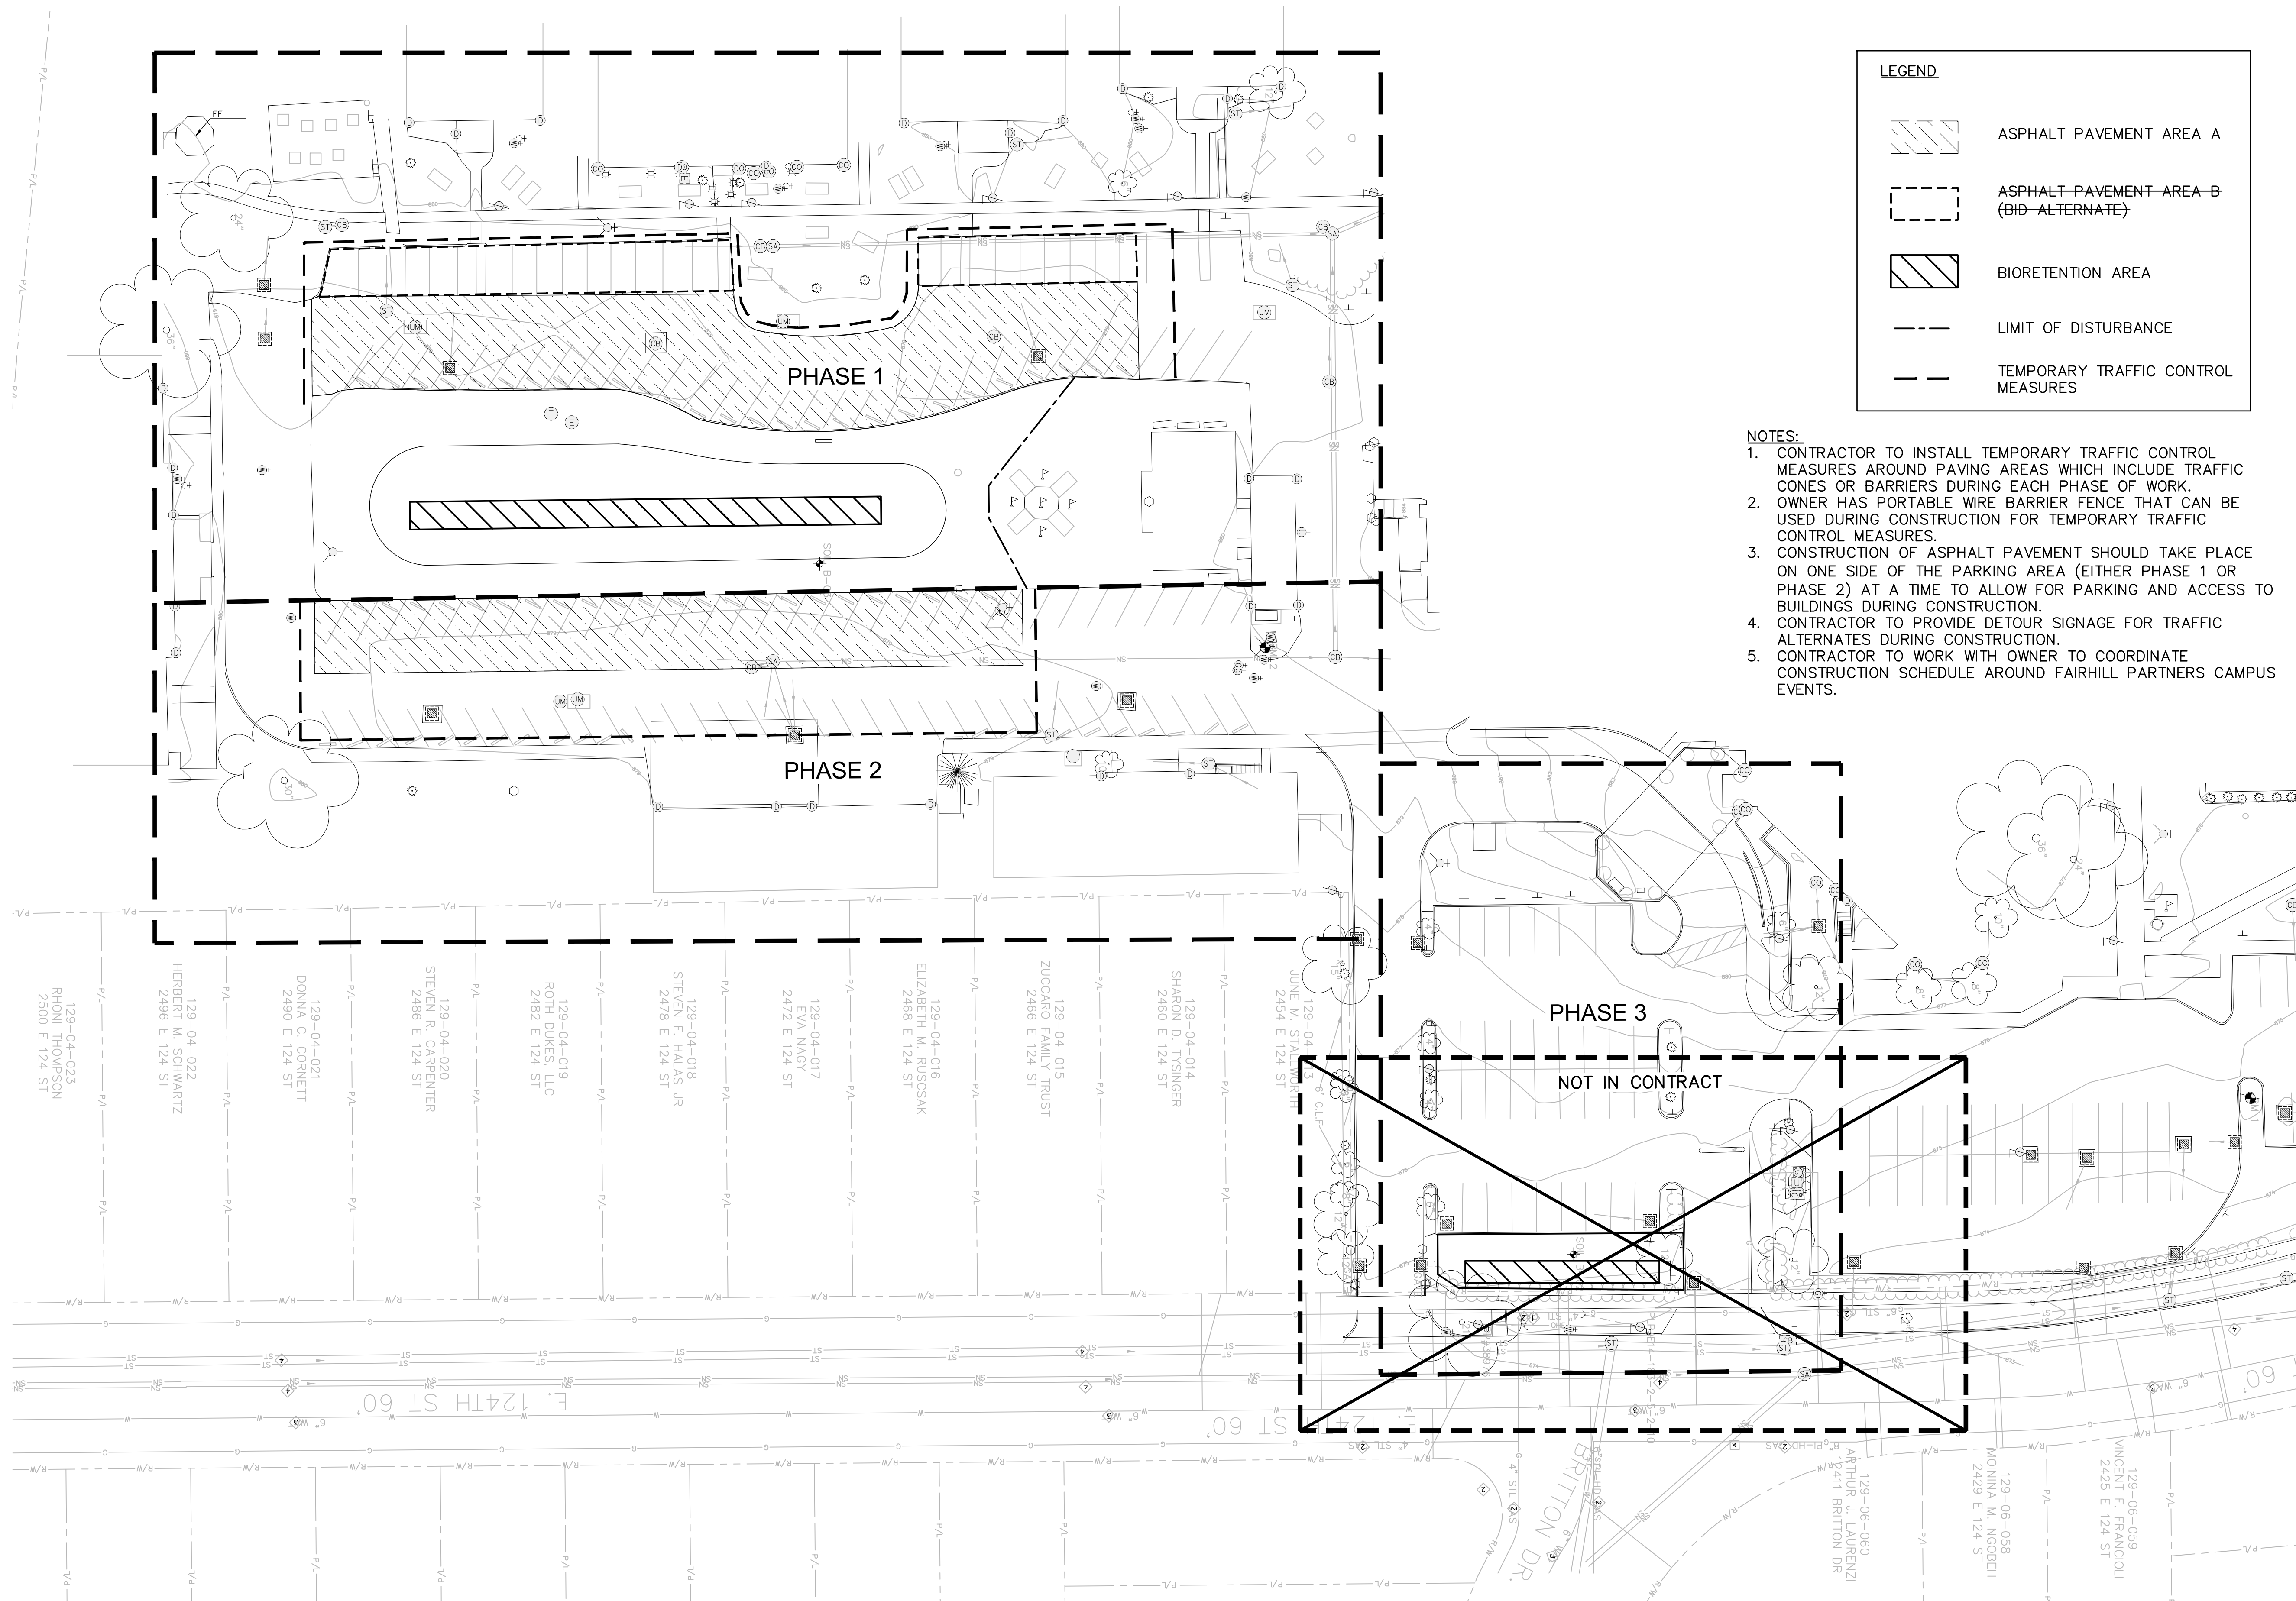 LEGEND
ASPHALT PAVEMENT AREA A
ASPHALT PAVEMENT AREA B
(BID ALTERNATE)
BIORETENTION AREA
LIMIT OF DISTURBANCE
TEMPORARY TRAFFIC CONTROL
MEASURES
NOTES:
1. CONTRACTOR TO INSTALL TEMPORARY TRAFFIC CONTROL
MEASURES AROUND PAVING AREAS WHICH INCLUDE TRAFFIC
CONES OR BARRIERS DURING EACH PHASE OF WORK.
2. OWNER HAS PORTABLE WIRE BARRIER FENCE THAT CAN BE
USED DURING CONSTRUCTION FOR TEMPORARY TRAFFIC
CONTROL MEASURES.
3. CONSTRUCTION OF ASPHALT PAVEMENT SHOULD TAKE PLACE
ON ONE SIDE OF THE PARKING AREA (EITHER PHASE 1 OR
PHASE 2) AT A TIME TO ALLOW FOR PARKING AND ACCESS TO
BUILDINGS DURING CONSTRUCTION.
4. CONTRACTOR TO PROVIDE DETOUR SIGNAGE FOR TRAFFIC
ALTERNATES DURING CONSTRUCTION.
5. CONTRACTOR TO WORK WITH OWNER TO COORDINATE
CONSTRUCTION SCHEDULE AROUND FAIRHILL PARTNERS CAMPUS
EVENTS.
FF
PHASE 1
PHASE 2
PHASE 3
NOT IN CONTRACT
129-04-023
RHONI THOMPSON
2500 E 124 ST
129-04-022
HERBERT M. SCHWARTZ
2496 E 124 ST
129-04-021
DONNA C. CORNETT
2490 E 124 ST
129-04-020
STEVEN R. CARPENTER
2486 E 124 ST
129-04-019
ROTH DUKES, LLC
2482 E 124 ST
129-04-018
STEVEN F. HALAS JR
2478 E 124 ST
129-04-017
EVA NAGY
2472 E 124 ST
129-04-016
ELIZABETH M. RUSCSAK
2468 E 124 ST
129-04-015
ZUCCARO FAMILY TRUST
2466 E 124 ST
129-04-014
SHARON D. TYSINGER
2460 E 124 ST
JUNE M. STALLWORTH
2454 E 124 ST
6' C.L.F.
E. 124TH ST 60'
E. 124TH ST 60'
BRITTON DR.
129-06-060
ARTHUR J. LAURENZI
12411 BRITTON DR
129-06-058
MOININA M. NGOBEH
2429 E 124 ST
129-06-059
VINCENT F. FRANCIOLI
2425 E 124 ST